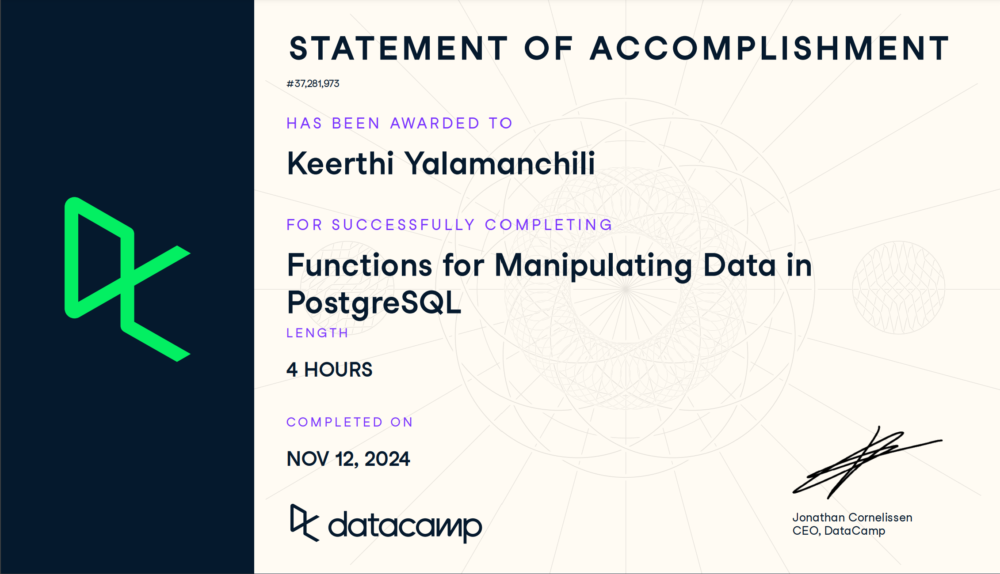 STATEMENT OF ACCOMPLISHMENT
#37,281,973
HAS BEEN AWARDED TO
Keerthi Yalamanchili
FOR SUCCESSFULLY COMPLETING
Functions for Manipulating Data in
PostgreSQL
LENGTH
4 HOURS
COMPLETED ON
NOV 12, 2024
datacamp
Jonathan Cornelissen
CEO, DataCamp